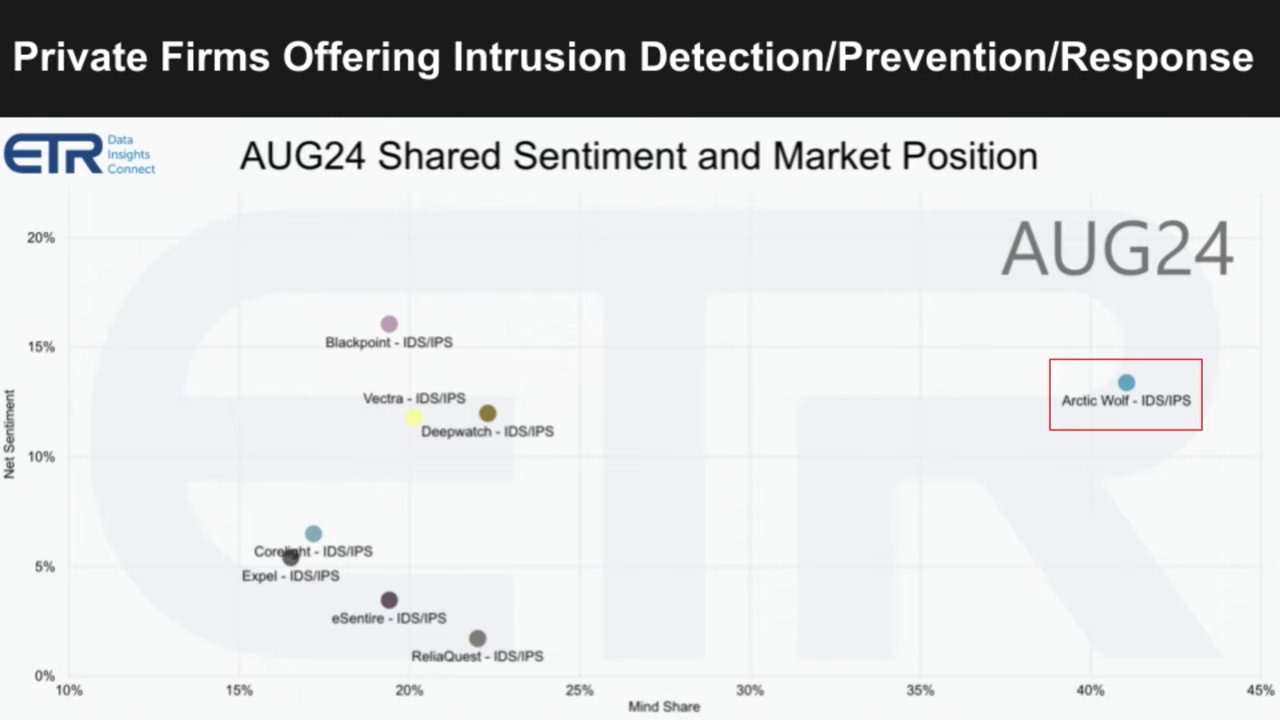 Private Firms Offering Intrusion Detection/Prevention/Response
ETR
Data
Insights
Connect
AUG24 Shared Sentiment and Market Position
AUG24
20%
15%
10%
5%
0%
Net Sentiment
Blackpoint - IDS/IPS
Vectra - IDS/IPS
Deepwatch - IDS/IPS
Arctic Wolf - IDS/IPS
Corelight - IDS/IPS
Expel - IDS/IPS
eSentire - IDS/IPS
ReliaQuest - IDS/IPS
10%
15%
20%
25%
30%
35%
40%
45%
Mind Share
ETR